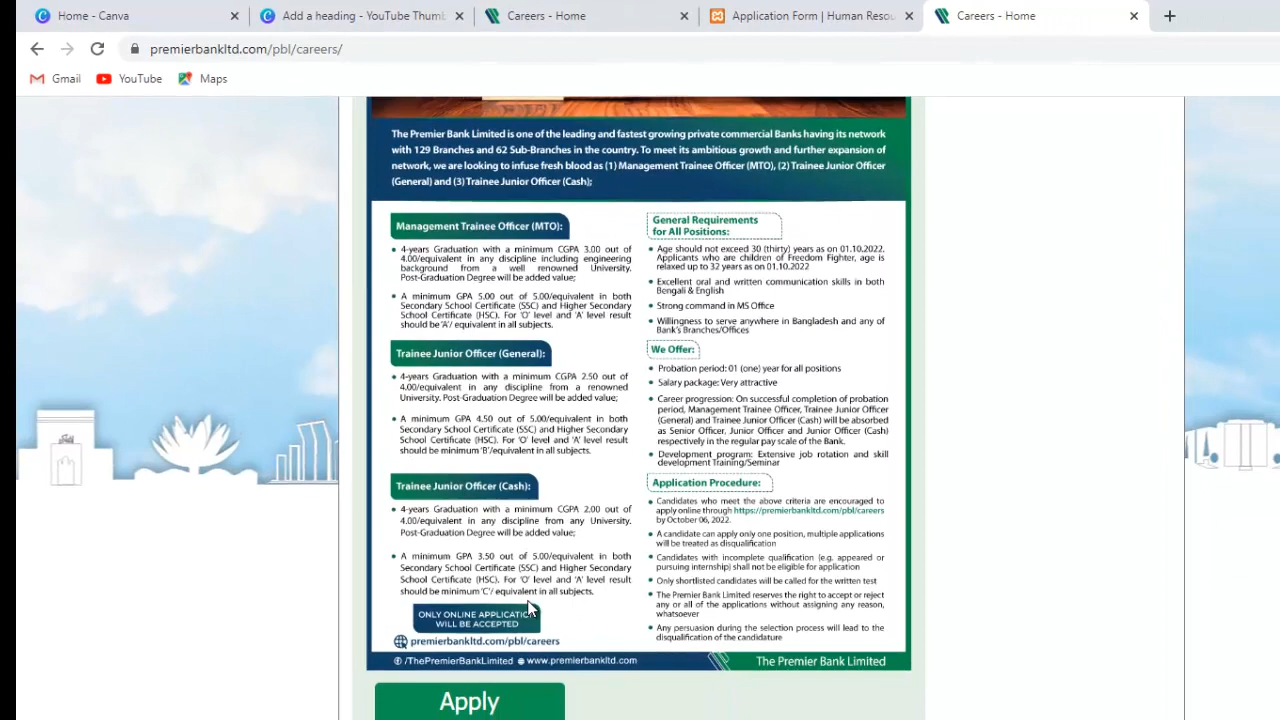 Home - Canva
Add a heading - YouTube Thumb
Careers - Home
Application Form | Human Resou
Careers - Home
premierbankltd.com/pbl/careers/
Gmail
YouTube
Maps
The Premier Bank Limited is one of the leading and fastest growing private commercial Banks having its network
with 129 Branches and 62 Sub-Branches in the country. To meet its ambitious growth and further expansion of
network, we are looking to infuse fresh blood as (1) Management Trainee Officer (MTO), (2) Trainee Junior Officer
(General) and (3) Trainee Junior Officer (Cash);
Management Trainee Officer (MTO):
• 4-years Graduation with a minimum CGPA 3.00 out of
4.00/equivalent in any discipline including engineering
background from a well renowned University.
Post-Graduation Degree will be added value;
• A minimum GPA 5.00 out of 5.00/equivalent in both
Secondary School Certificate (SSC) and Higher Secondary
School Certificate (HSC). For 'O' level and 'A' level result
should be 'A'/ equivalent in all subjects.
Trainee Junior Officer (General):
• 4-years Graduation with a minimum CGPA 2.50 out of
4.00/equivalent in any discipline from a renowned
University. Post-Graduation Degree will be added value;
• A minimum GPA 4.50 out of 5.00/equivalent in both
Secondary School Certificate (SSC) and Higher Secondary
School Certificate (HSC). For 'O' level and 'A' level result
should be minimum 'B'/equivalent in all subjects.
Trainee Junior Officer (Cash):
• 4-years Graduation with a minimum CGPA 2.00 out of
4.00/equivalent in any discipline from any University.
Post-Graduation Degree will be added value;
• A minimum GPA 3.50 out of 5.00/equivalent in both
Secondary School Certificate (SSC) and Higher Secondary
School Certificate (HSC). For 'O' level and 'A' level result
should be minimum 'C'/ equivalent in all subjects.
ONLY ONLINE APPLICATIO
WILL BE ACCEPTED
premierbankltd.com/pbl/careers
General Requirements
for All Positions:
• Age should not exceed 30 (thirty) years as on 01.10.2022,
Applicants who are children of Freedom Fighter, age is
relaxed up to 32 years as on 01.10.2022
• Excellent oral and written communication skills in both
Bengali & English
• Strong command in MS Office
• Willingness to serve anywhere in Bangladesh and any of
Bank's Branches/Offices
We Offer:
• Probation period: 01 (one) year for all positions
• Salary package: Very attractive
• Career progression: On successful completion of probation
period, Management Trainee Officer, Trainee Junior Officer
(General) and Trainee Junior Officer (Cash) will be absorbed
as Senior Officer, Junior Officer and Junior Officer (Cash)
respectively in the regular pay scale of the Bank.
• Development program: Extensive job rotation and skill
development Training/Seminar
Application Procedure:
• Candidates who meet the above criteria are encouraged to
apply online through https://premierbankltd.com/pbl/careers
by October 06, 2022.
• A candidate can apply only one position, multiple applications
will be treated as disqualification
• Candidates with incomplete qualification (e.g. appeared or
pursuing internship) shall not be eligible for application
• Only shortlisted candidates will be called for the written test
• The Premier Bank Limited reserves the right to accept or reject
any or all of the applications without assigning any reason,
whatsoever
• Any persuasion during the selection process will lead to the
disqualification of the candidature
/ThePremierBankLimited www.premierbankltd.com
The Premier Bank Limited
Apply